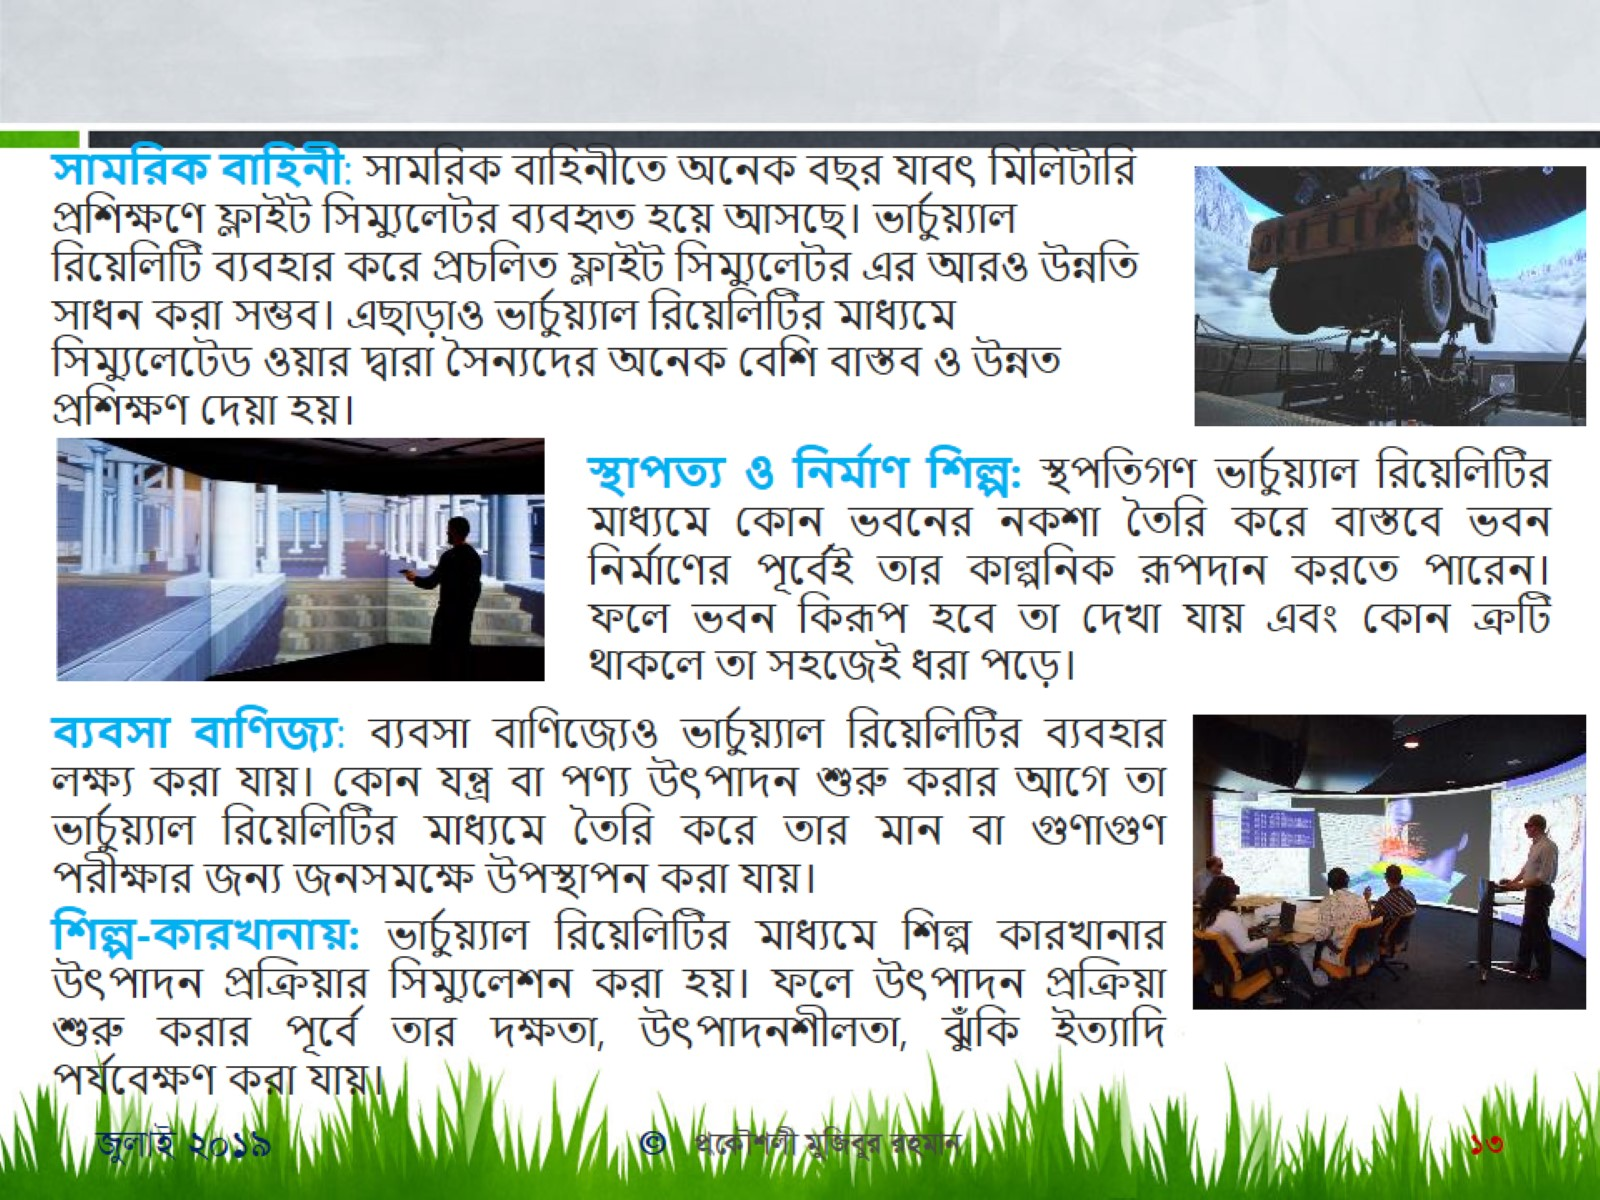 সামরিক বাহিনী: সামরিক বাহিনীতে অনেক বছর যাবৎ মিলিটারি
প্রশিক্ষণে ফ্লাইট সিম্যুলেটর ব্যবহৃত হয়ে আসছে। ভার্চুয়্যাল
রিয়েলিটি ব্যবহার করে প্রচলিত ফ্লাইট সিম্যুলেটর এর আরও উন্নতি
সাধন করা সম্ভব। এছাড়াও ভার্চুয়্যাল রিয়েলিটির মাধ্যমে
সিম্যুলেটেড ওয়ার দ্বারা সৈন্যদের অনেক বেশি বাস্তব ও উন্নত
প্রশিক্ষণ দেয়া হয়।
স্থাপত্য ও নির্মাণ শিল্প: স্থপতিগণ ভার্চুয়্যাল রিয়েলিটির
মাধ্যমে কোন ভবনের নকশা তৈরি করে বাস্তবে ভবন
নির্মাণের পূর্বেই তার কাল্পনিক রূপদান করতে পারেন।
ফলে ভবন কিরূপ হবে তা দেখা যায় এবং কোন ক্রটি
থাকলে তা সহজেই ধরা পড়ে।
ব্যবসা বাণিজ্য: ব্যবসা বাণিজ্যেও ভার্চুয়্যাল রিয়েলিটির ব্যবহার
লক্ষ্য করা যায়। কোন যন্ত্র বা পণ্য উৎপাদন শুরু করার আগে তা
ভার্চুয়্যাল রিয়েলিটির মাধ্যমে তৈরি করে তার মান বা গুণাগুণ
পরীক্ষার জন্য জনসমক্ষে উপস্থাপন করা যায়।
শিল্প-কারখানায়: ভার্চুয়্যাল রিয়েলিটির মাধ্যমে শিল্প কারখানার
উৎপাদন প্রক্রিয়ার সিম্যুলেশন করা হয়। ফলে উৎপাদন প্রক্রিয়া
শুরু করার পূর্বে তার দক্ষতা, উৎপাদনশীলতা, ঝুঁকি ইত্যাদি
পর্যবেক্ষণ করা যায়।
জুলাই ২০১৯ © প্রকৌশলী মুজিবুর রহমান ১৩